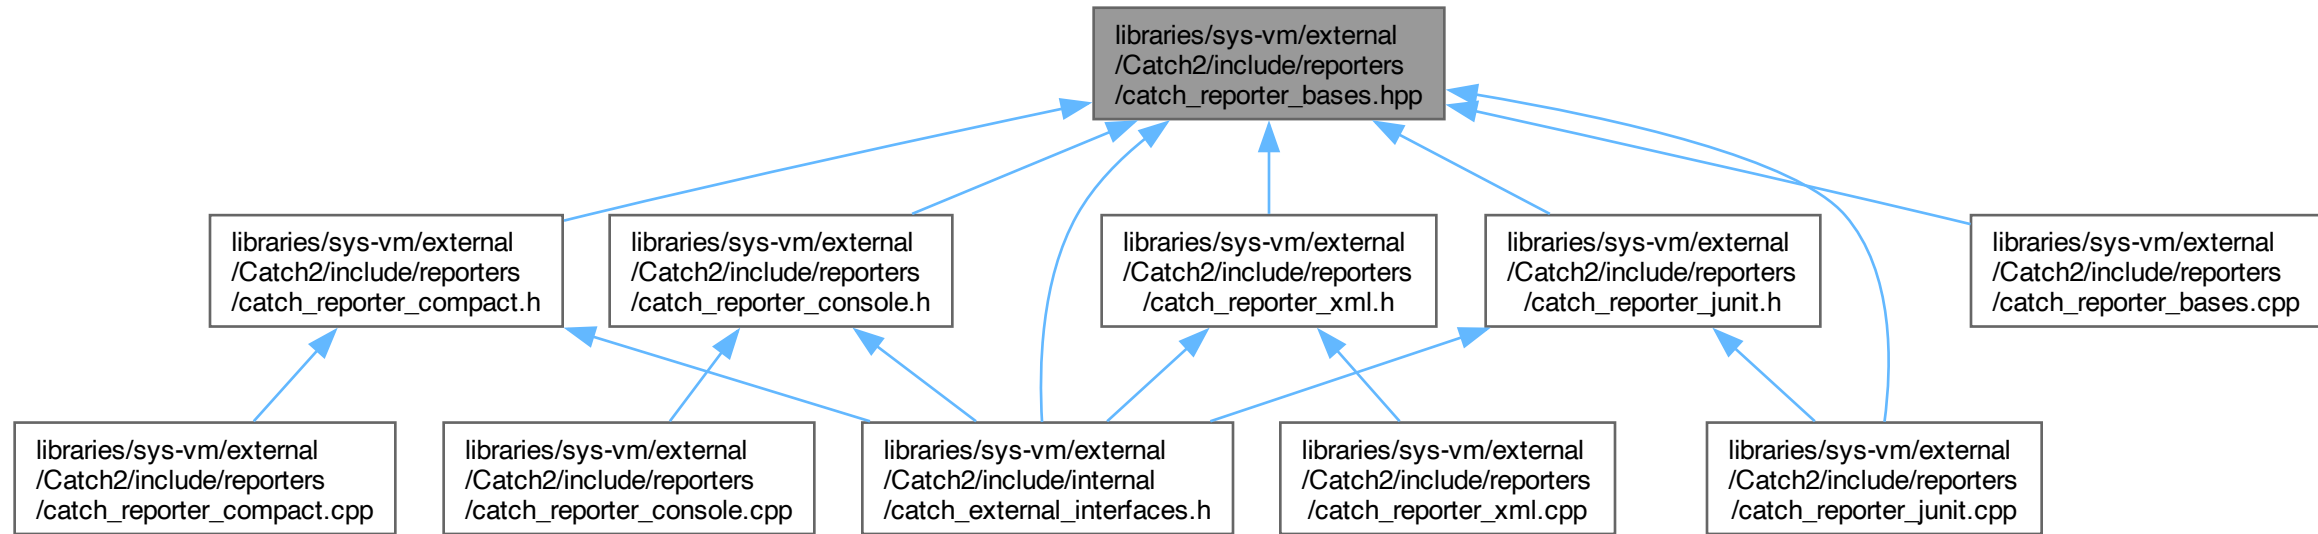 libraries/sys-vm/external
/Catch2/include/reporters
/catch_reporter_bases.hpp
libraries/sys-vm/external
/Catch2/include/reporters
/catch_reporter_compact.h
libraries/sys-vm/external
/Catch2/include/reporters
/catch_reporter_console.h
libraries/sys-vm/external
/Catch2/include/reporters
/catch_reporter_xml.h
libraries/sys-vm/external
/Catch2/include/reporters
/catch_reporter_junit.h
libraries/sys-vm/external
/Catch2/include/reporters
/catch_reporter_bases.cpp
libraries/sys-vm/external
/Catch2/include/reporters
/catch_reporter_compact.cpp
libraries/sys-vm/external
/Catch2/include/reporters
/catch_reporter_console.cpp
libraries/sys-vm/external
/Catch2/include/internal
/catch_external_interfaces.h
libraries/sys-vm/external
/Catch2/include/reporters
/catch_reporter_xml.cpp
libraries/sys-vm/external
/Catch2/include/reporters
/catch_reporter_junit.cpp